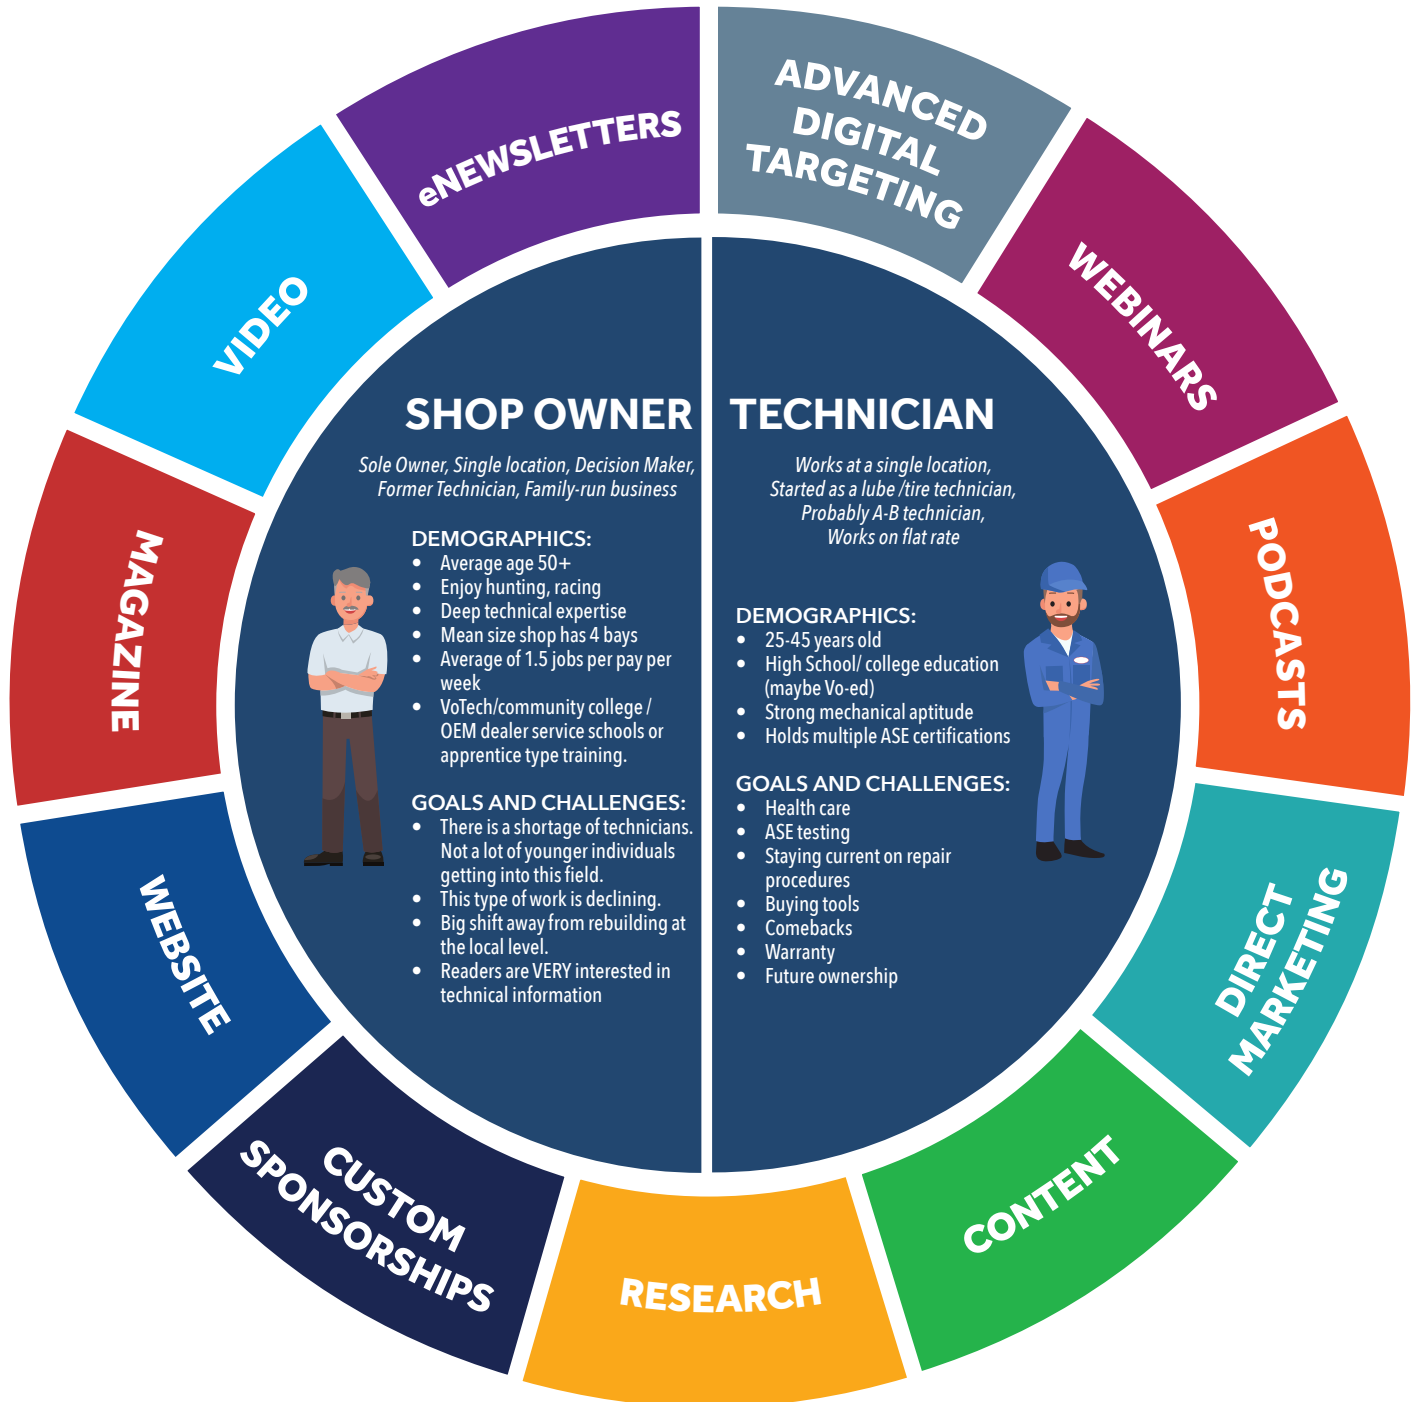 eNEWSLETTERS
ADVANCED
DIGITAL
TARGETING
WEBINARS
PODCASTS
DIRECT
MARKETING
CONTENT
RESEARCH
CUSTOM
SPONSORSHIPS
WEBSITE
MAGAZINE
VIDEO
SHOP OWNER
Sole Owner, Single location, Decision Maker,
Former Technician, Family-run business
DEMOGRAPHICS:
• Average age 50+
• Enjoy hunting, racing
• Deep technical expertise
• Mean size shop has 4 bays
• Average of 1.5 jobs per pay per
week
• VoTech/community college /
OEM dealer service schools or
apprentice type training.
GOALS AND CHALLENGES:
• There is a shortage of technicians.
Not a lot of younger individuals
getting into this field.
• This type of work is declining.
• Big shift away from rebuilding at
the local level.
• Readers are VERY interested in
technical information
TECHNICIAN
Works at a single location,
Started as a lube /tire technician,
Probably A-B technician,
Works on flat rate
DEMOGRAPHICS:
• 25-45 years old
• High School/ college education
(maybe Vo-ed)
• Strong mechanical aptitude
• Holds multiple ASE certifications
GOALS AND CHALLENGES:
• Health care
• ASE testing
• Staying current on repair
procedures
• Buying tools
• Comebacks
• Warranty
• Future ownership